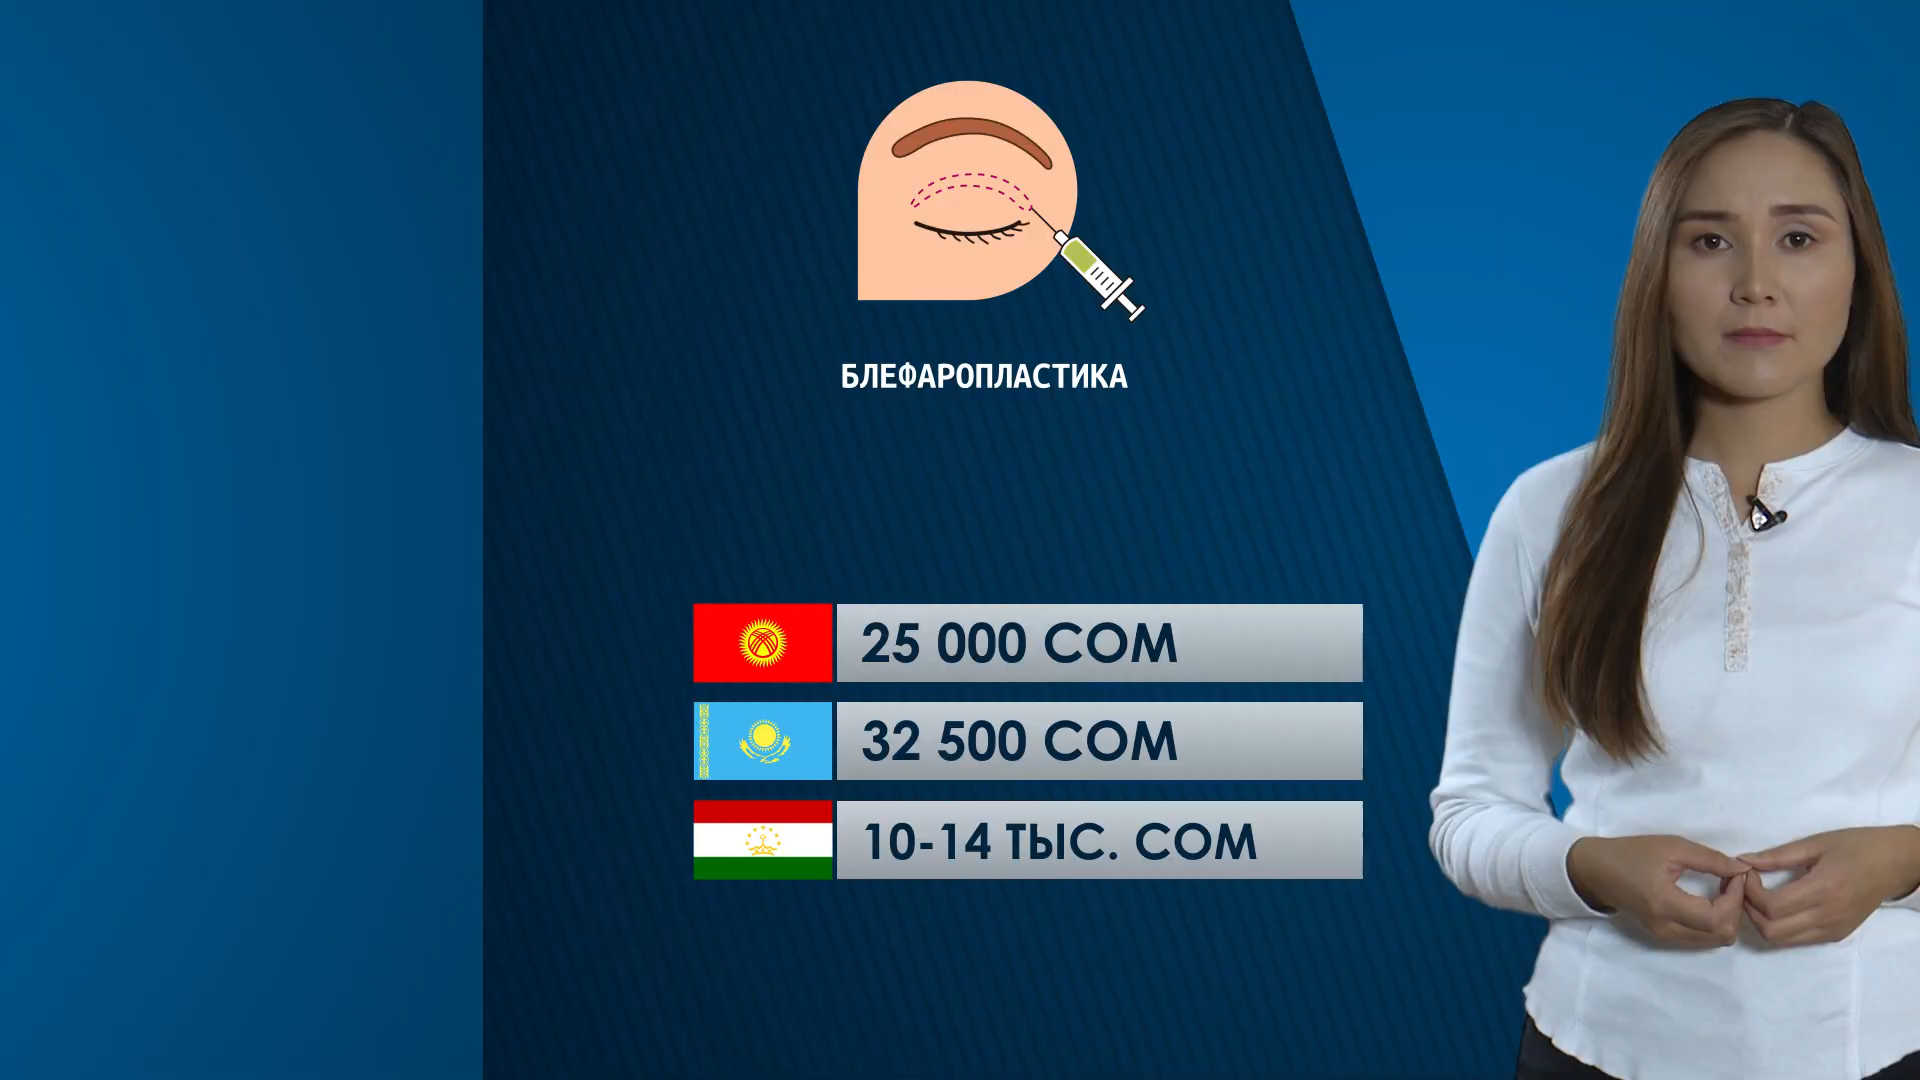 БЛЕФАРОПЛАСТИКА
25 000 СОМ
32 500 СОМ
10-14 ТЫС. СОМ